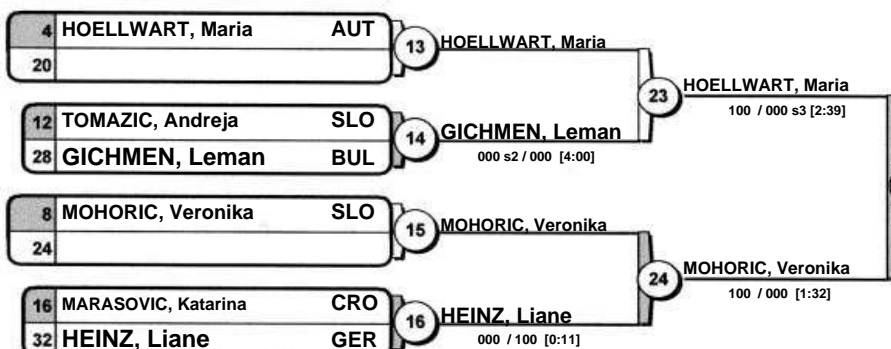 4 HOELLWART, Maria AUT
20
13 HOELLWART, Maria
12 TOMAZIC, Andreja SLO
28 GICHMEN, Leman BUL
14 GICHMEN, Leman
000 s2 / 000 [4:00]
23 HOELLWART, Maria
100 / 000 s3 [2:39]
8 MOHORIC, Veronika SLO
24
15 MOHORIC, Veronika
16 MARASOVIC, Katarina CRO
32 HEINZ, Liane GER
16 HEINZ, Liane
000 / 100 [0:11]
24 MOHORIC, Veronika
100 / 000 [1:32]